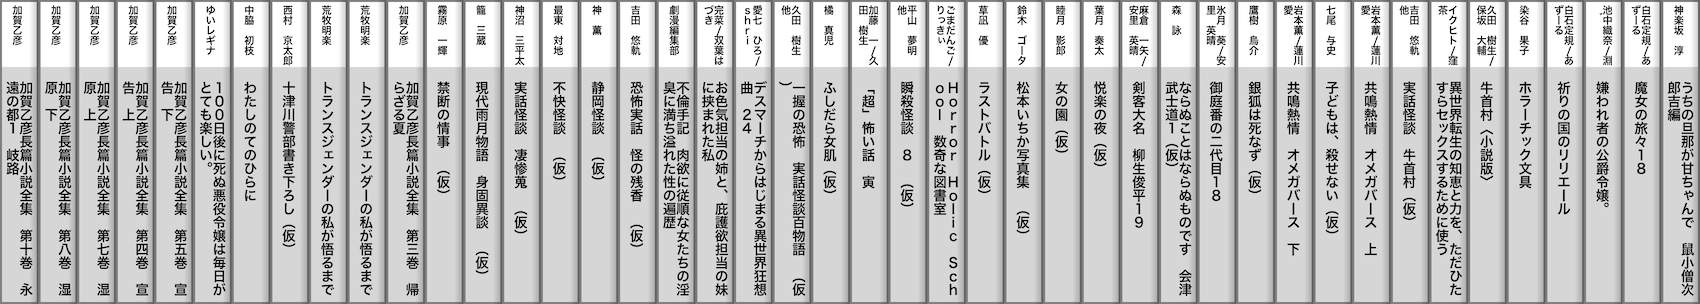 神楽坂　淳
うちの旦那が甘ちゃんで　鼠小僧次
郎吉編
白石定規/あ
ずーる
魔女の旅々18
.池中織奈/淵
嫌われ者の公爵令嬢。
白石定規/あ
ずーる
祈りの国のリリエール
染谷　果子
ホラーチック文具
久田　樹生/
保坂　大輔/
牛首村〈小説版〉
イクヒト/窪
茶
異世界転生の知恵と力を、ただひた
すらセックスするために使う
吉田　悠軌
他
実話怪談　牛首村（仮）
岩本薫/蓮川
愛
共鳴熱情　オメガバース　上
七尾　与史
子どもは、殺せない（仮）
岩本薫/蓮川
愛
共鳴熱情　オメガバース　下
鷹樹　烏介
銀狐は死なず（仮）
氷月　葵/安
里　英晴
御庭番の二代目18
森　詠
ならぬことはならぬものです　会津
武士道1（仮）
麻倉　一矢/
安里　英晴
剣客大名　柳生俊平19
葉月　奏太
悦楽の夜（仮）
睦月　影郎
女の園（仮）
鈴木　ゴータ
松本いちか写真集　（仮）
草凪　優
ラストバトル（仮）
ごまだんご/
りっきぃ
Horror　Holic　Sch
ool　数奇な図書室
平山　夢明
他
瞬殺怪談　8　（仮）
加藤　一/久
田　樹生
「超」怖い話　寅
橘　真児
ふしだら女肌（仮）
久田　樹生
他
一握の恐怖　実話怪談百物語　（仮
）
愛七　ひろ/
shri
デスマーチからはじまる異世界狂想
曲　24
完菜/双葉は
づき
お色気担当の姉と、庇護欲担当の妹
に挟まれた私
劇漫編集部
不倫手記　肉欲に従順な女たちの淫
臭に満ち溢れた性の遍歴
吉田　悠軌
恐怖実話　怪の残香　（仮）
神　薫
静岡怪談　（仮）
最東　対地
不快怪談　（仮）
神沼　三平太
実話怪談　凄惨蒐　（仮）
籠　三蔵
現代雨月物語　身固異談　（仮）
霧原　一輝
禁断の情事　（仮）
加賀乙彦
加賀乙彦長篇小説全集　第三巻　帰
らざる夏
荒牧明楽
トランスジェンダーの私が悟るまで
荒牧明楽
トランスジェンダーの私が悟るまで
西村　京太郎
十津川警部書き下ろし（仮）
中脇　初枝
わたしのてのひらに
ゆいレギナ
100日後に死ぬ悪役令嬢は毎日が
とても楽しい。
加賀乙彦
加賀乙彦長篇小説全集　第五巻　宣
告　下
加賀乙彦
加賀乙彦長篇小説全集　第四巻　宣
告　上
加賀乙彦
加賀乙彦長篇小説全集　第七巻　湿
原　上
加賀乙彦
加賀乙彦長篇小説全集　第八巻　湿
原　下
加賀乙彦
加賀乙彦長篇小説全集　第十巻　永
遠の都1　岐路